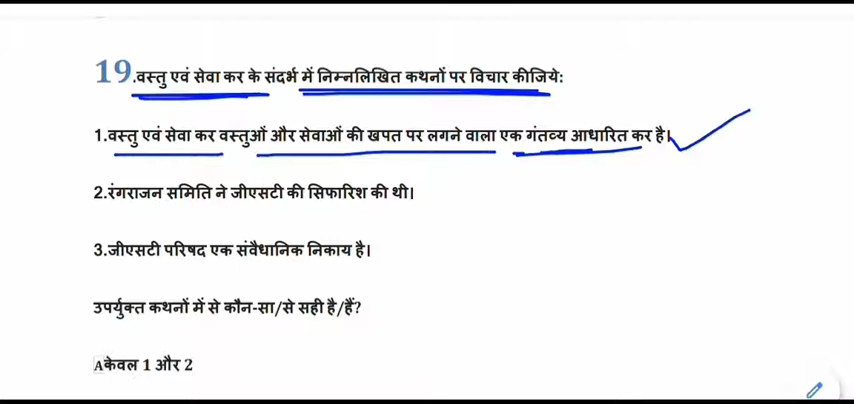 19.वस्तु एवं सेवा कर के संदर्भ में निम्नलिखित कथनों पर विचार कीजिये:
1.वस्तु एवं सेवा कर वस्तुओं और सेवाओं की खपत पर लगने वाला एक गंतव्य आधारित कर है।
2.रंगराजन समिति ने जीएसटी की सिफारिश की थी।
3.जीएसटी परिषद एक संवैधानिक निकाय है।
उपर्युक्त कथनों में से कौन-सा/से सही है/हैं?
Aकेवल 1 और 2